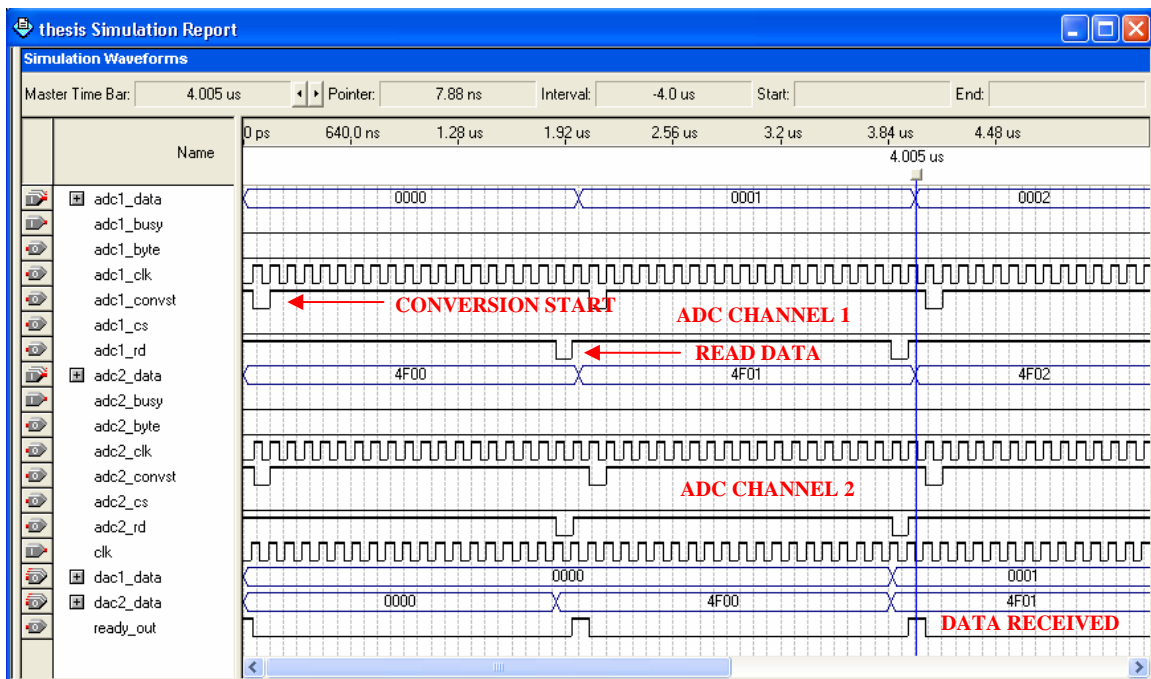 thesis Simulation Report
Simulation Waveforms
Master Time Bar: 4.005 us Pointer: 7.88 ns Interval: -4.0 us Start: End:
0 ps 640.0 ns 1.28 us 1.92 us 2.56 us 3.2 us 3.84 us 4.48 us
Name
4.005 us
adc1_data 0000 0001 0002
adc1_busy
adc1_byte
adc1_clk
adc1_convst
CONVERSION START
ADC CHANNEL 1
adc1_cs
adc1_rd
READ DATA
adc2_data 4F00 4F01 4F02
adc2_busy
adc2_byte
adc2_clk
adc2_convst
ADC CHANNEL 2
adc2_cs
adc2_rd
clk
dac1_data 0000 0001
dac2_data 0000 4F00 4F01
ready_out
DATA RECEIVED